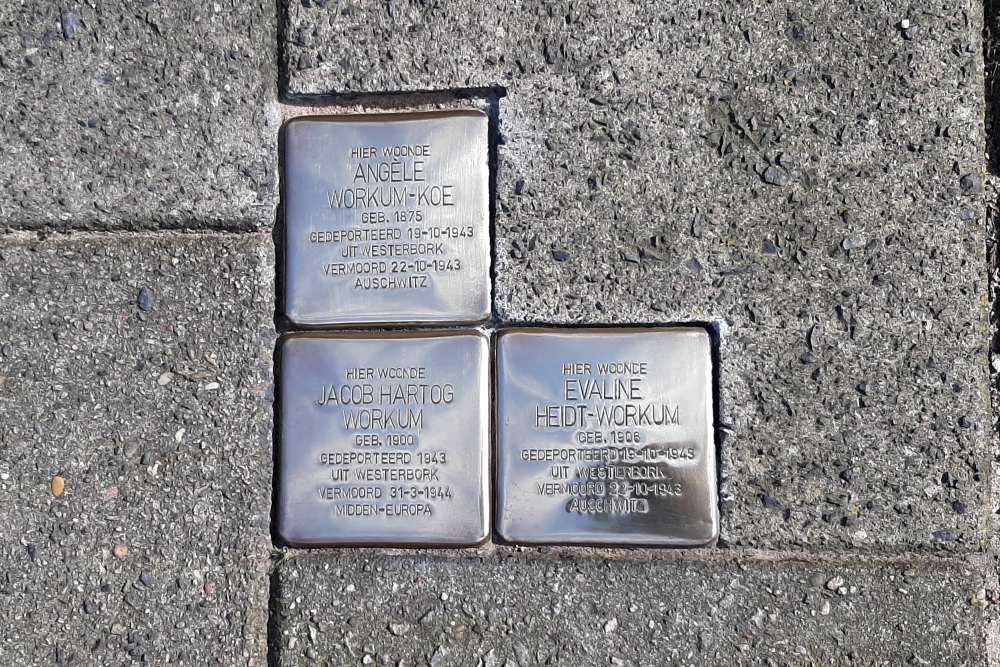 HIER WOONDE
ANGÈLE
WORKUM-KOE
GEB. 1875
GEDEPORTEERD 19-10-1943
UIT WESTERBORK
VERMOORD 22-10-1943
AUSCHWITZ
HIER WOONDE
JACOB HARTOG
WORKUM
GEB. 1900
GEDEPORTEERD 1943
UIT WESTERBORK
VERMOORD 31-3-1944
MIDDEN-EUROPA
HIER WOONDE
EVALINE
HEIDT-WORKUM
GEB. 1906
GEDEPORTEERD 19-10-1943
UIT WESTERBORK
VERMOORD 22-10-1943
AUSCHWITZ